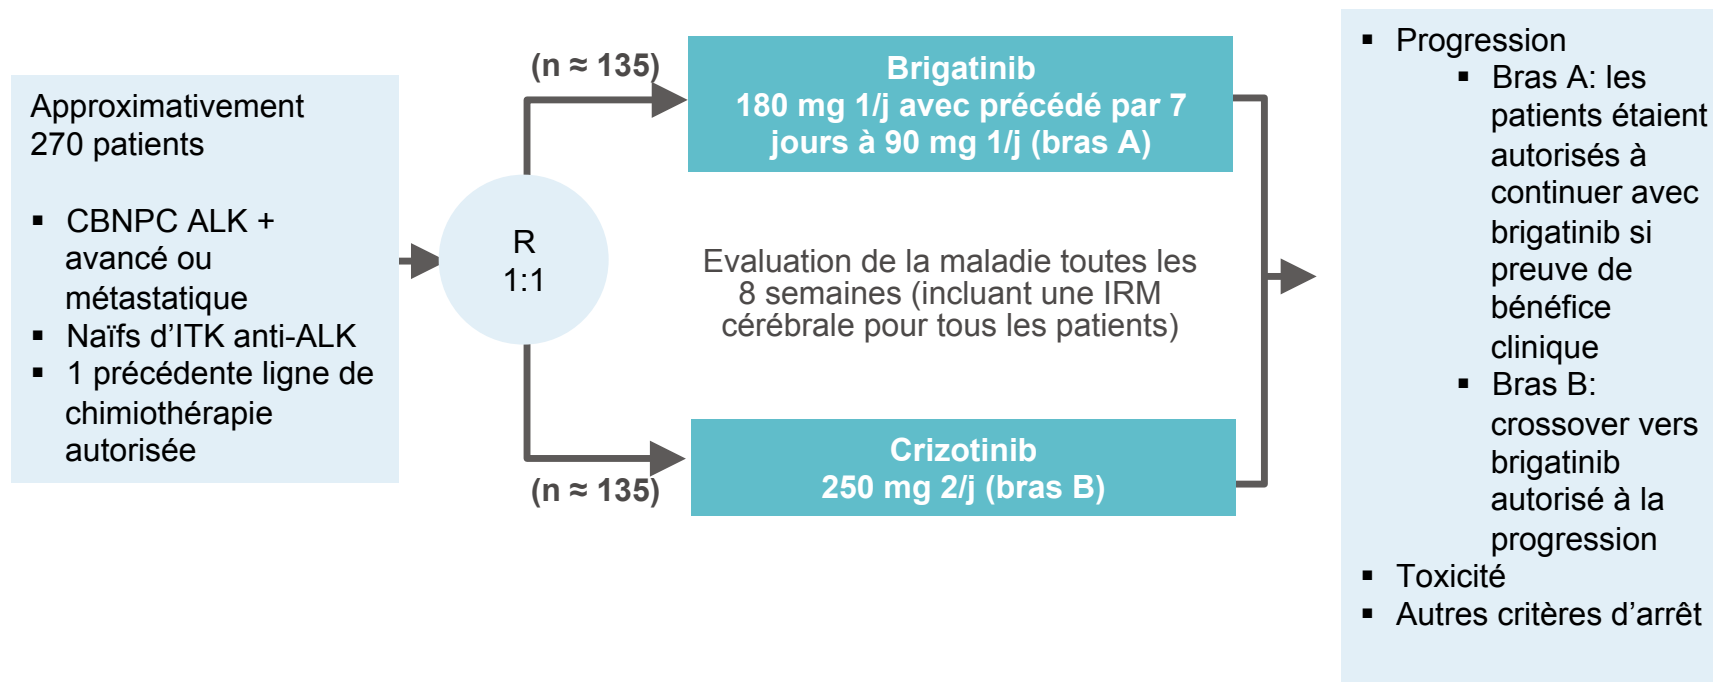 Approximativement
270 patients
▪ CBNPC ALK +
avancé ou
métastatique
▪ Naïfs d’ITK anti-ALK
▪ 1 précédente ligne de
chimiothérapie
autorisée
R
1:1
(n ≈ 135)
Brigatinib
180 mg 1/j avec précédé par 7
jours à 90 mg 1/j (bras A)
Evaluation de la maladie toutes les
8 semaines (incluant une IRM
cérébrale pour tous les patients)
(n ≈ 135)
Crizotinib
250 mg 2/j (bras B)
▪ Progression
▪ Bras A: les
patients étaient
autorisés à
continuer avec
brigatinib si
preuve de
bénéfice
clinique
▪ Bras B:
crossover vers
brigatinib
autorisé à la
progression
▪ Toxicité
▪ Autres critères d’arrêt